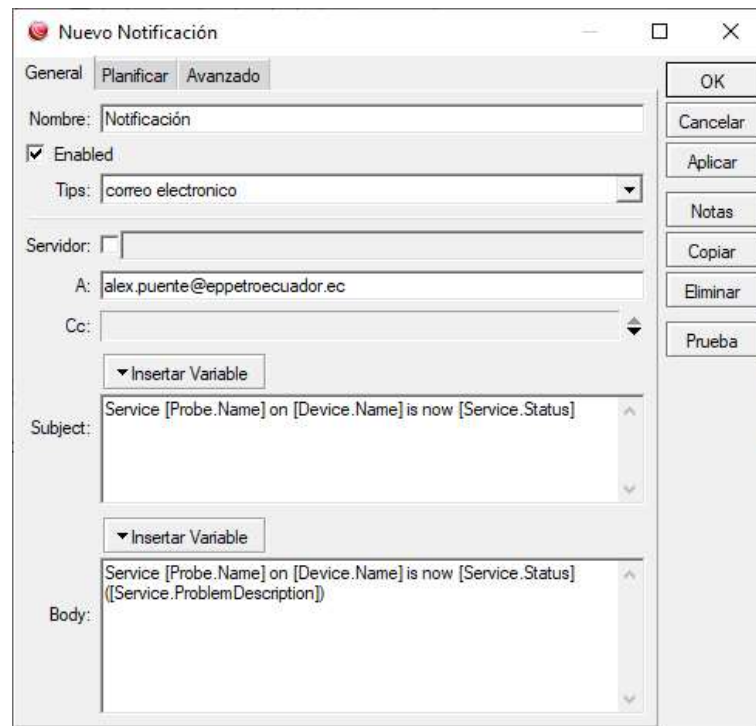 Nuevo Notificación
General Planificar Avanzado
OK
Nombre: Notificación
Cancelar
Enabled
Aplicar
Tips: correo electronico
Notas
Servidor:
Copiar
A: alex.puente@eppetroecuador.ec
Eliminar
Cc:
Prueba
Insertar Variable
Subject: Service [Probe.Name] on [Device.Name] is now [Service.Status]
Insertar Variable
Service [Probe.Name] on [Device.Name] is now [Service.Status]
([Service.ProblemDescription])
Body: